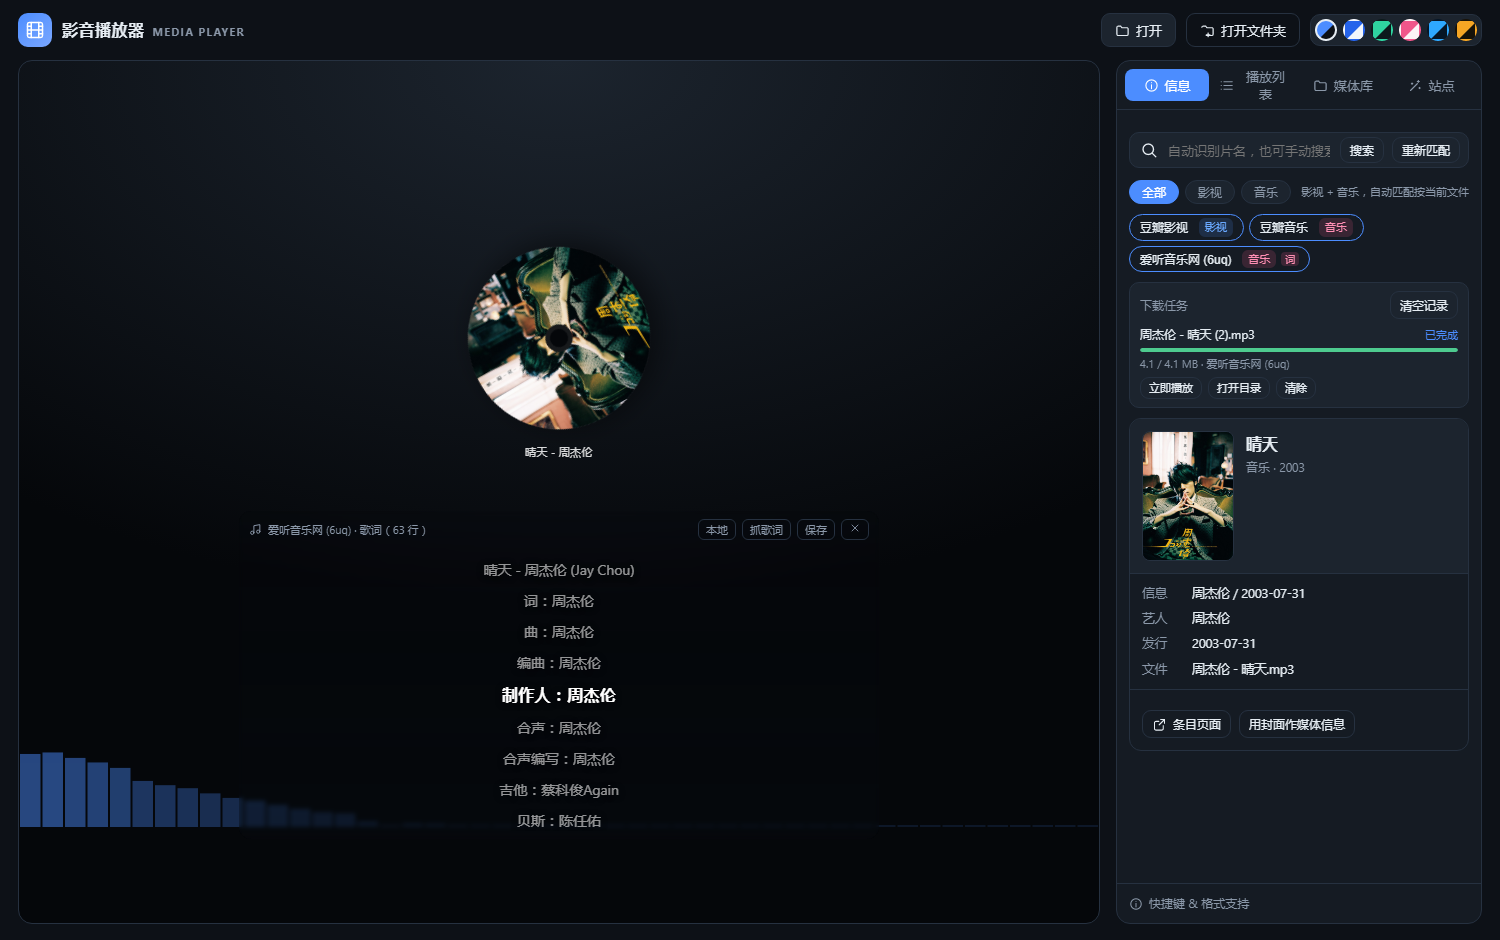 影音播放器 MEDIA PLAYER
打开
打开文件夹
信息
播放列表
媒体库
站点
自动识别片名，也可手动搜索
搜索
重新匹配
全部
影视
音乐
影视 + 音乐，自动匹配按当前文件
豆瓣影视 影视
豆瓣音乐 音乐
爱听音乐网 (6uq) 音乐 词
下载任务
清空记录
周杰伦 - 晴天 (2).mp3
已完成
4.1 / 4.1 MB · 爱听音乐网 (6uq)
立即播放
打开目录
清除
晴天
音乐 · 2003
信息 周杰伦 / 2003-07-31
艺人 周杰伦
发行 2003-07-31
文件 周杰伦 - 晴天.mp3
条目页面
用封面作媒体信息
快捷键 & 格式支持
晴天 - 周杰伦
爱听音乐网 (6uq) · 歌词（63 行）
本地
抓歌词
保存
晴天 - 周杰伦 (Jay Chou)
词：周杰伦
曲：周杰伦
编曲：周杰伦
制作人：周杰伦
合声：周杰伦
合声编写：周杰伦
吉他：蔡科俊Again
贝斯：陈任佑